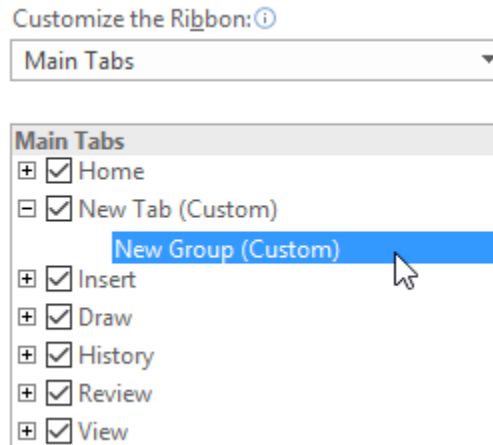 Customize the Ribbon:
Main Tabs
Main Tabs
Home
New Tab (Custom)
New Group (Custom)
Insert
Draw
History
Review
View